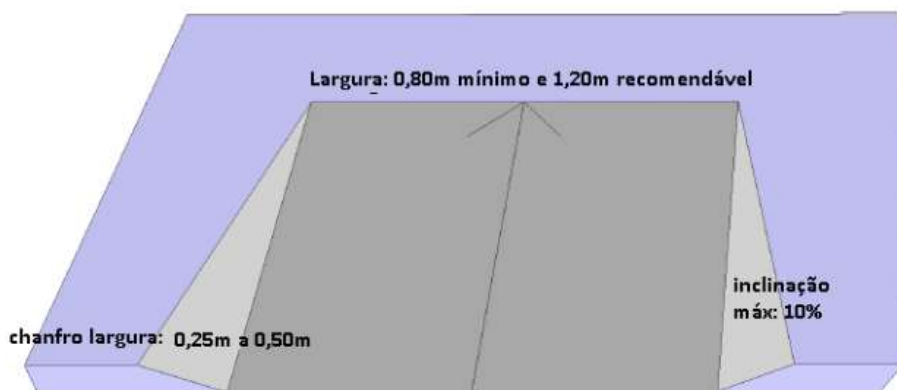 Largura: 0,80m mínimo e 1,20m recomendável
inclinação
máx: 10%
chanfro largura: 0,25m a 0,50m